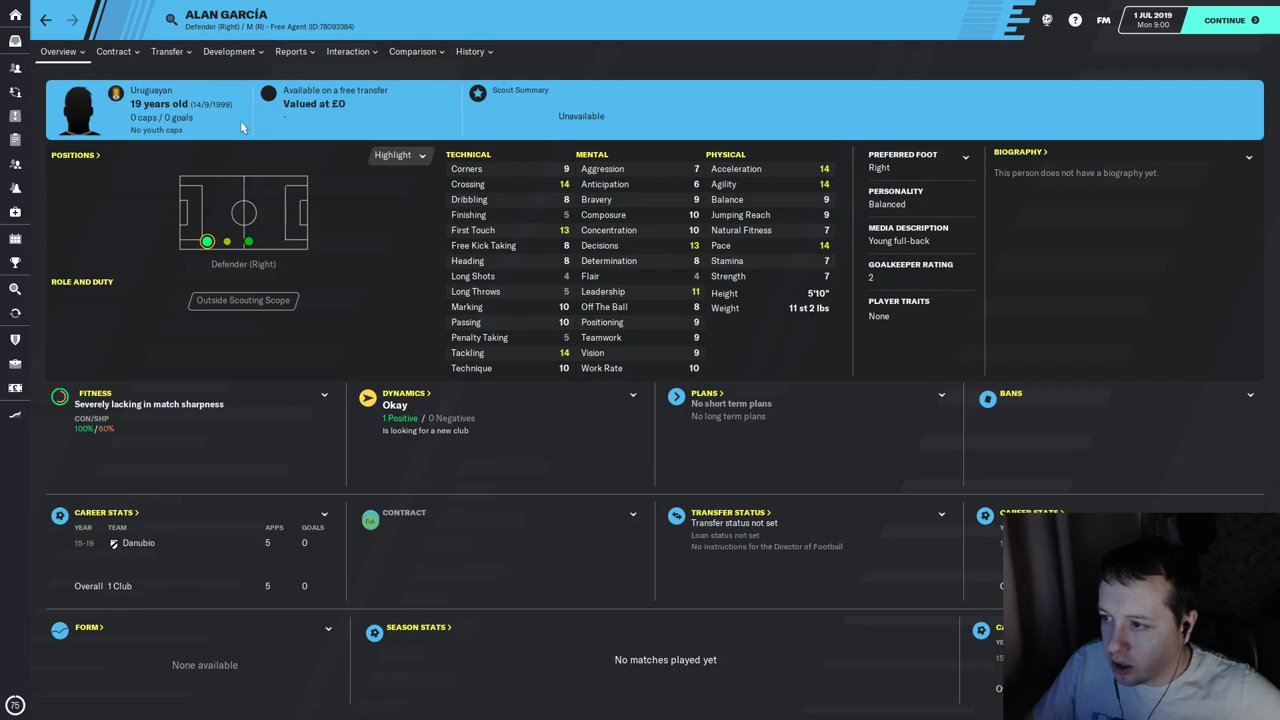 ALAN GARCÍA
Defender (Right) / M (R) - Free Agent (ID:78093384)
FM
1 JUL 2019
Mon 9:00
CONTINUE
Overview Contract Transfer Development Reports Interaction Comparison History
Uruguayan
19 years old (14/9/1999)
0 caps / 0 goals
No youth caps
Available on a free transfer
Valued at £0
-
Scout Summary
Unavailable
POSITIONS
Highlight
Defender (Right)
ROLE AND DUTY
Outside Scouting Scope
TECHNICAL
Corners 9
Crossing 14
Dribbling 8
Finishing 5
First Touch 13
Free Kick Taking 8
Heading 8
Long Shots 4
Long Throws 5
Marking 10
Passing 10
Penalty Taking 5
Tackling 14
Technique 10
MENTAL
Aggression 7
Anticipation 6
Bravery 9
Composure 10
Concentration 10
Decisions 13
Determination 8
Flair 4
Leadership 11
Off The Ball 8
Positioning 9
Teamwork 9
Vision 9
Work Rate 10
PHYSICAL
Acceleration 14
Agility 14
Balance 9
Jumping Reach 9
Natural Fitness 7
Pace 14
Stamina 7
Strength 7
Height 5'10"
Weight 11 st 2 lbs
PREFERRED FOOT
Right
PERSONALITY
Balanced
MEDIA DESCRIPTION
Young full-back
GOALKEEPER RATING
2
PLAYER TRAITS
None
BIOGRAPHY
This person does not have a biography yet.
FITNESS
Severely lacking in match sharpness
CON/SHP
100%/60%
DYNAMICS
Okay
1 Positive / 0 Negatives
Is looking for a new club
PLANS
No short term plans
No long term plans
BANS
CAREER STATS
YEAR TEAM APPS GOALS
15-19 Danubio 5 0
Overall 1 Club 5 0
CONTRACT
FrA
TRANSFER STATUS
Transfer status not set
Loan status not set
No instructions for the Director of Football
FORM
None available
SEASON STATS
No matches played yet
75